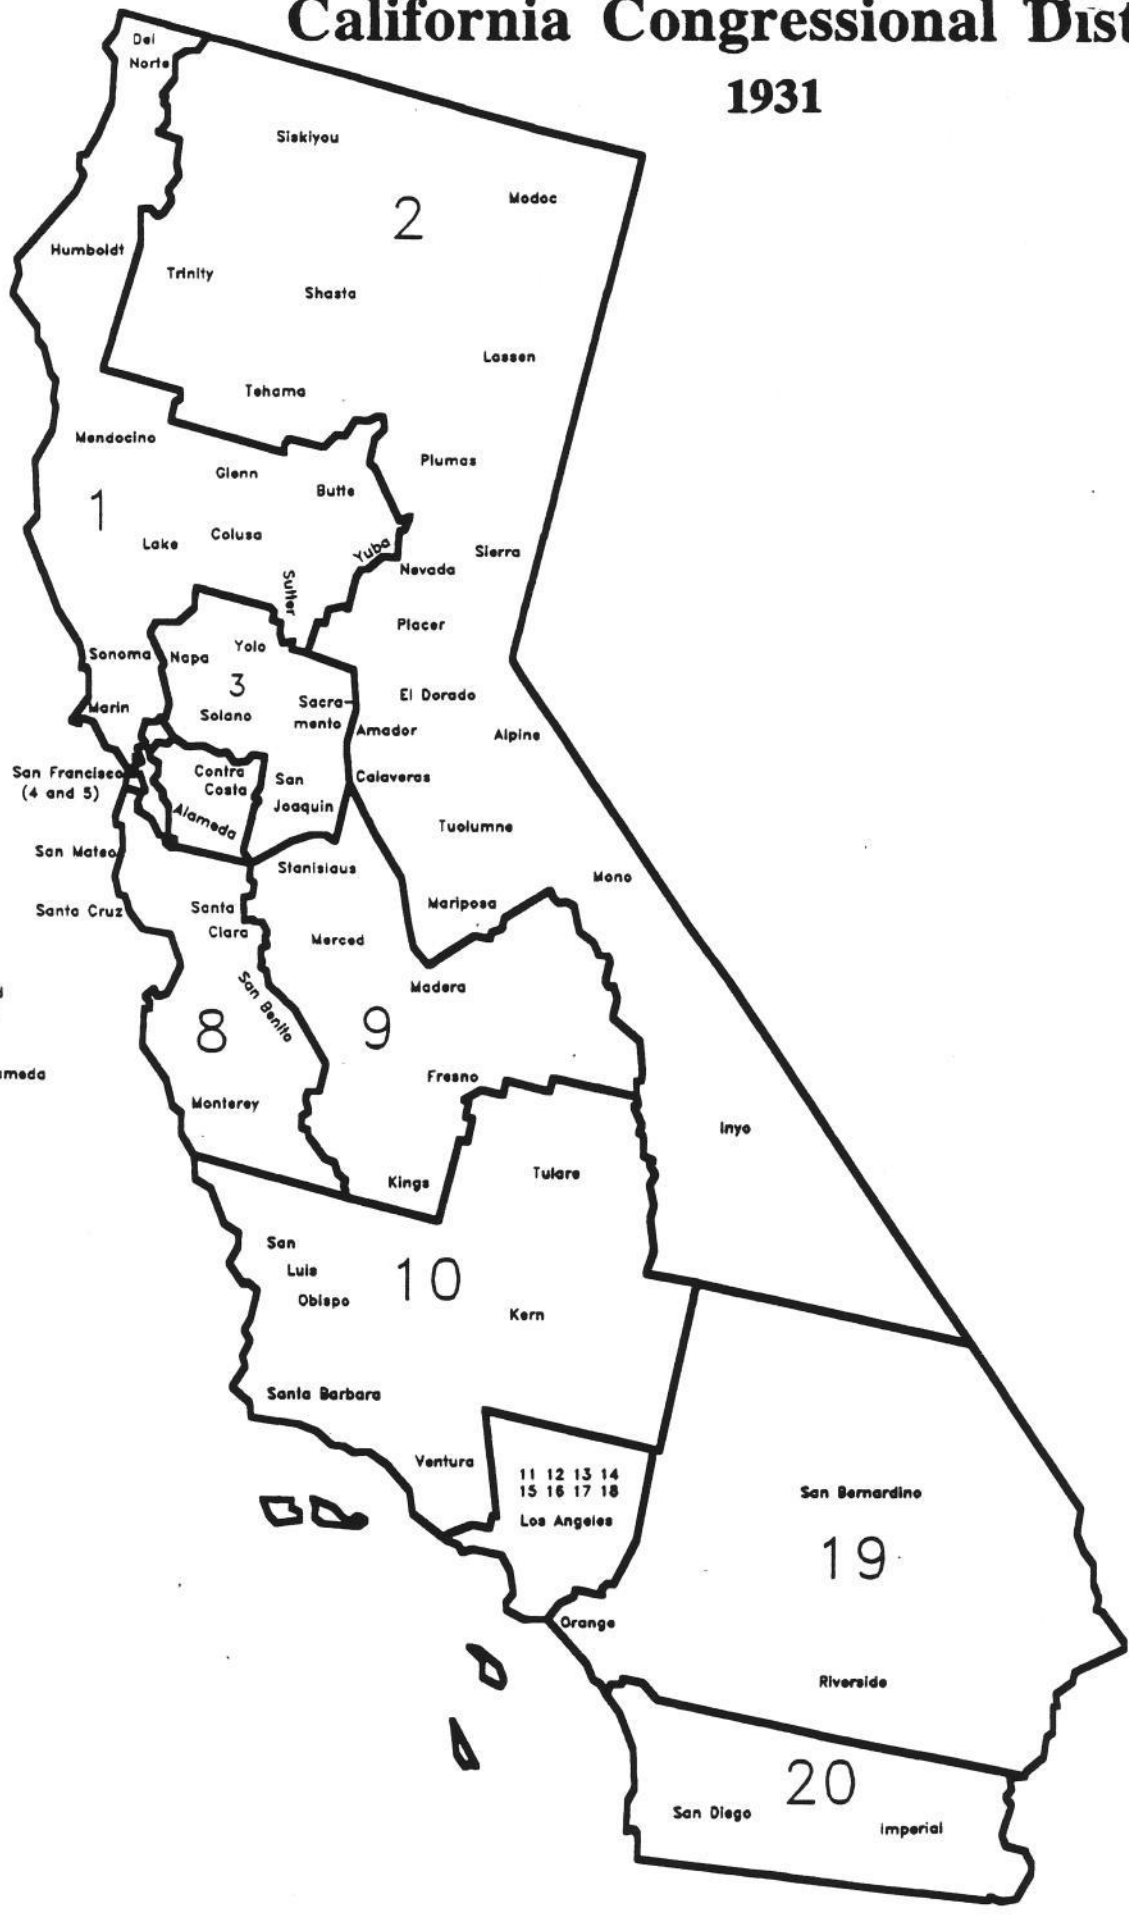 California Congressional Dist
1931
Del
Norte
Siskiyou
Modoc
2
Humboldt
Trinity
Shasta
Lassen
Tehama
Mendocino
Plumas
Glenn
Butte
1
Lake
Colusa
Yuba
Sierra
Nevada
Sutter
Placer
Sonoma
Napa
Yolo
3
El Dorado
Marin
Solano
Sacra-
mento
Amador
Alpine
San Francisco
(4 and 5)
Contra
Costa
San
Joaquin
Calaveras
Alameda
Tuolumne
San Mateo
Stanislaus
Mono
Santa Cruz
Santa
Clara
Mariposa
Merced
Madera
San Benito
8
9
Fresno
Monterey
Inyo
Kings
Tulare
San
Luis
Obispo
10
Kern
Santa Barbara
Ventura
11 12 13 14
15 16 17 18
Los Angeles
San Bernardino
19
Orange
Riverside
20
San Diego
Imperial